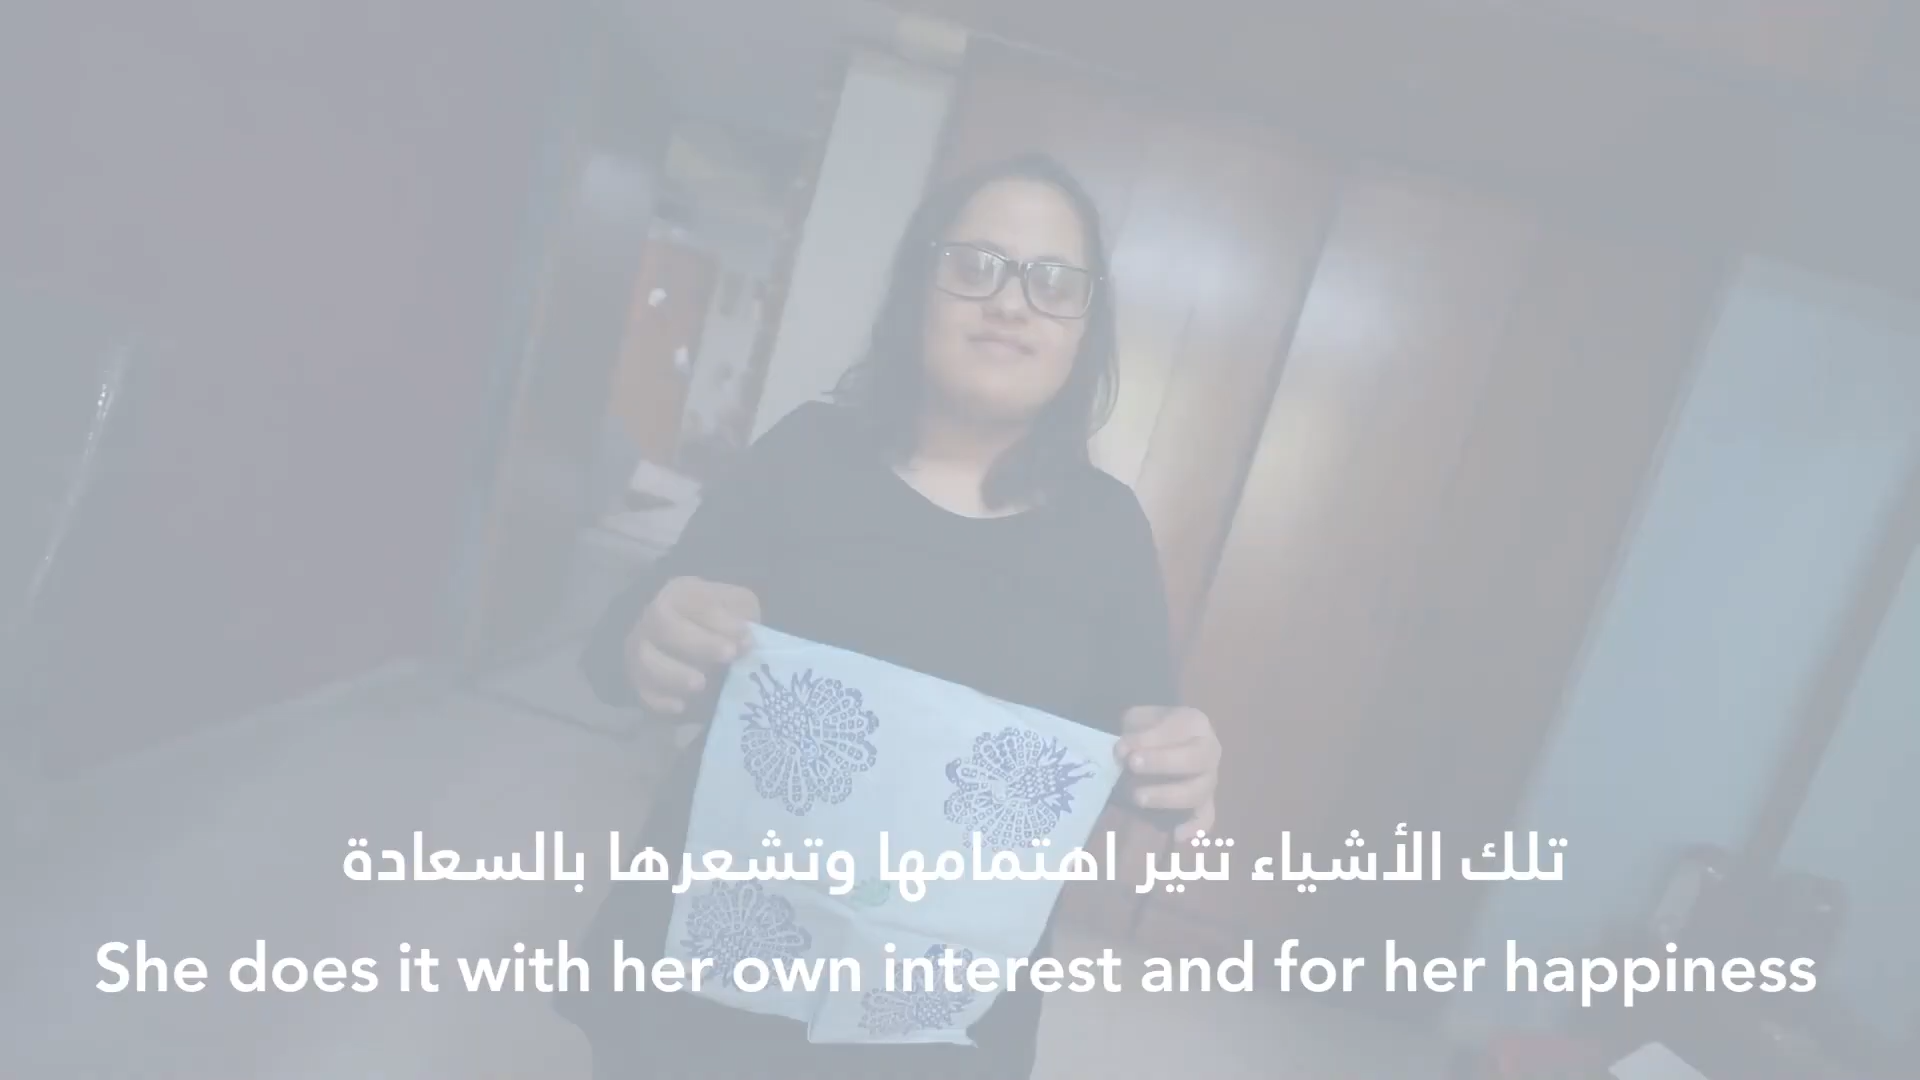 تلك الأشياء تثير اهتمامها وتشعرها بالسعادة
She does it with her own interest and for her happiness